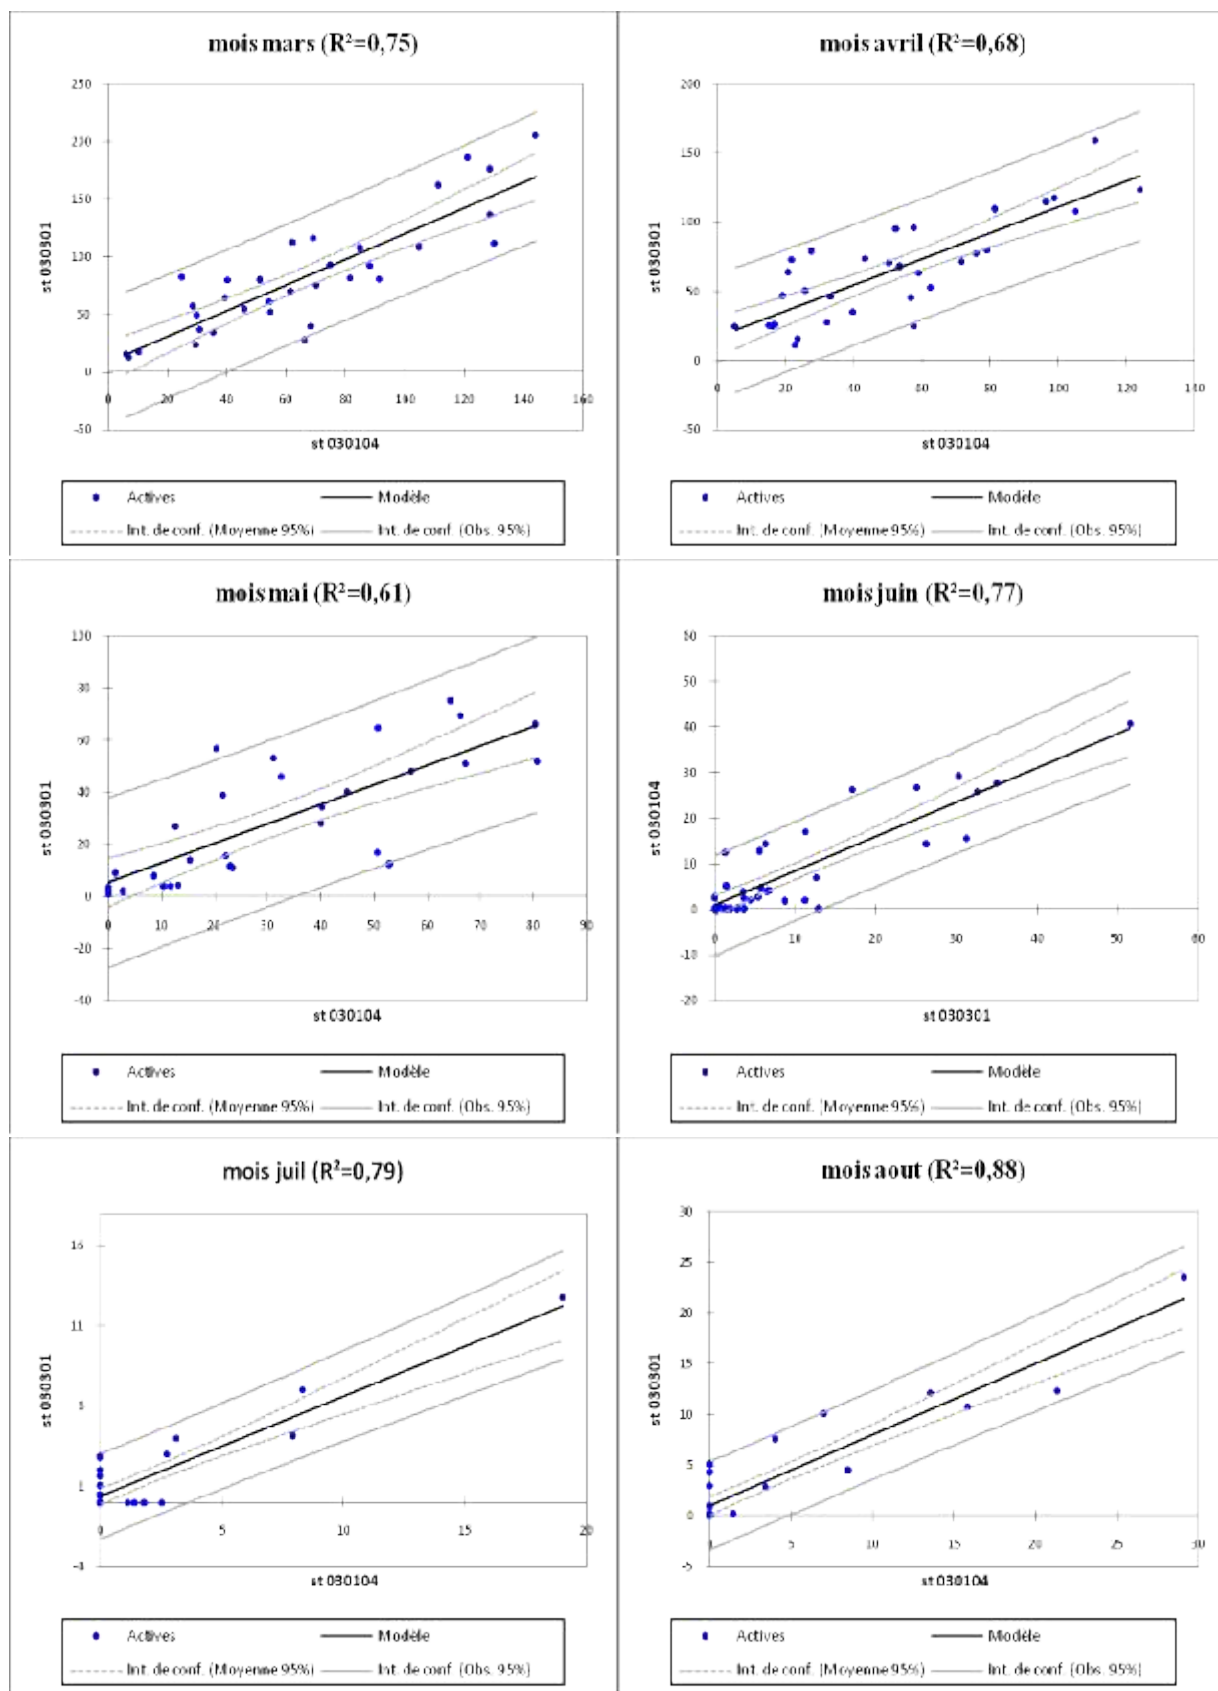 mois mars (R²=0,75)
250
200
150
100
50
0
-50
0 20 40 60 80 100 120 140 160
st 030301
st 030104
Actives Modèle
Int. de conf. (Moyenne 95%) Int. de conf. (Obs. 95%)
mois avril (R²=0,68)
200
150
100
50
0
-50
0 20 40 60 80 100 120 140
st 030301
st 030104
Actives Modèle
Int. de conf. (Moyenne 95%) Int. de conf. (Obs. 95%)
mois mai (R²=0,61)
100
80
60
40
20
0
-20
-40
0 10 20 30 40 50 60 70 80 90
st 030301
st 030104
Actives Modèle
Int. de conf. (Moyenne 95%) Int. de conf. (Obs. 95%)
mois juin (R²=0,77)
60
50
40
30
20
10
0
-10
-20
0 10 20 30 40 50 60
st 030104
st 030301
Actives Modèle
Int. de conf. (Moyenne 95%) Int. de conf. (Obs. 95%)
mois juil (R²=0,79)
16
11
6
1
-4
0 5 10 15 20
st 030301
st 030104
Actives Modèle
Int. de conf. (Moyenne 95%) Int. de conf. (Obs. 95%)
mois aout (R²=0,88)
30
25
20
15
10
5
0
-5
0 5 10 15 20 25 30
st 030301
st 030104
Actives Modèle
Int. de conf. (Moyenne 95%) Int. de conf. (Obs. 95%)